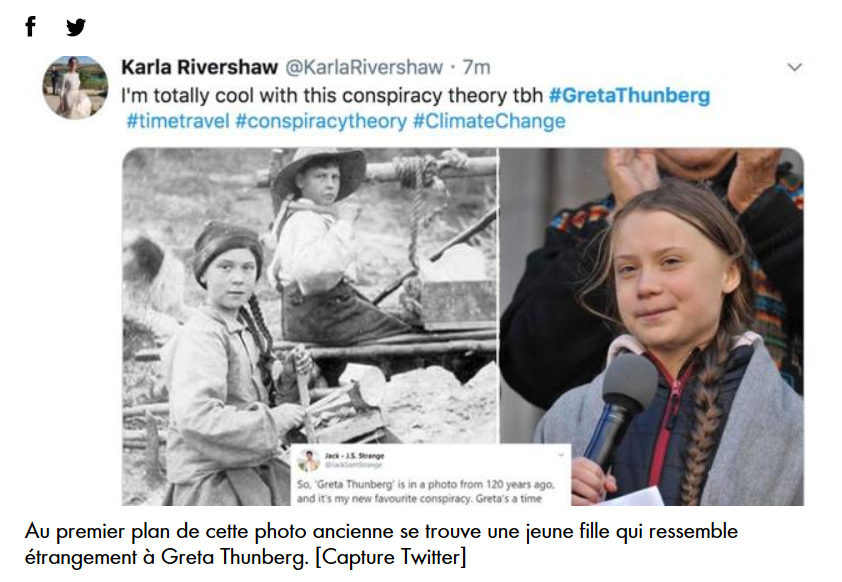 Karla Rivershaw @KarlaRivershaw · 7m
I'm totally cool with this conspiracy theory tbh #GretaThunberg
#timetravel #conspiracytheory #ClimateChange
Jack - J.S. Strange
@JackSamStrange
So, 'Greta Thunberg' is in a photo from 120 years ago,
and it's my new favourite conspiracy. Greta's a time
Au premier plan de cette photo ancienne se trouve une jeune fille qui ressemble
étrangement à Greta Thunberg. [Capture Twitter]